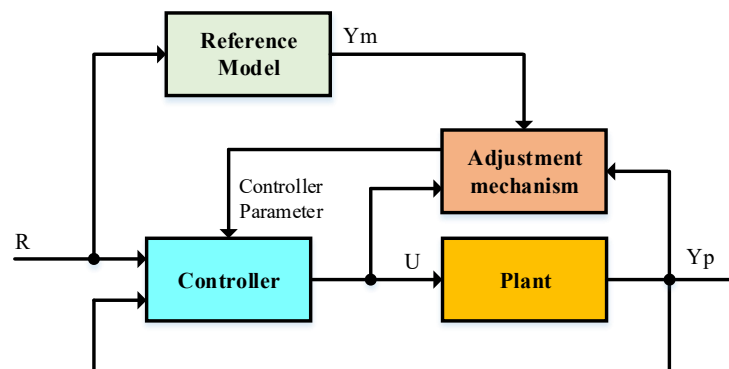 Reference
Model
Ym
Adjustment
mechanism
Controller
Parameter
R
Controller
U
Plant
Yp